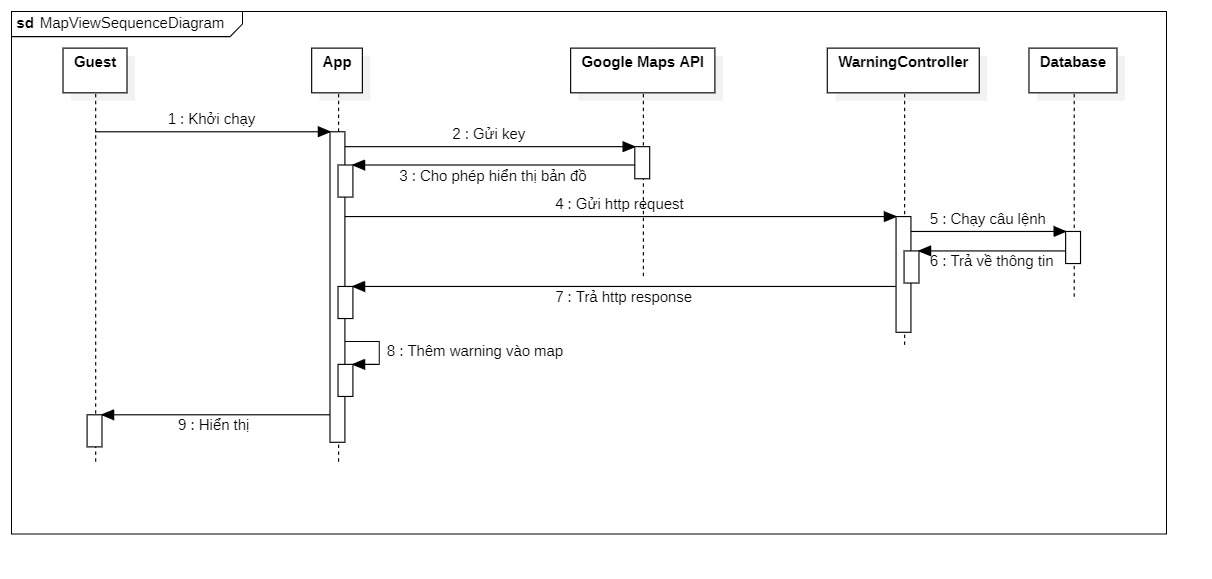 sd MapViewSequenceDiagram
Guest
App
Google Maps API
WarningController
Database
1 : Khởi chạy
2 : Gửi key
3 : Cho phép hiển thị bản đồ
4 : Gửi http request
5 : Chạy câu lệnh
6 : Trả về thông tin
7 : Trả http response
8 : Thêm warning vào map
9 : Hiển thị